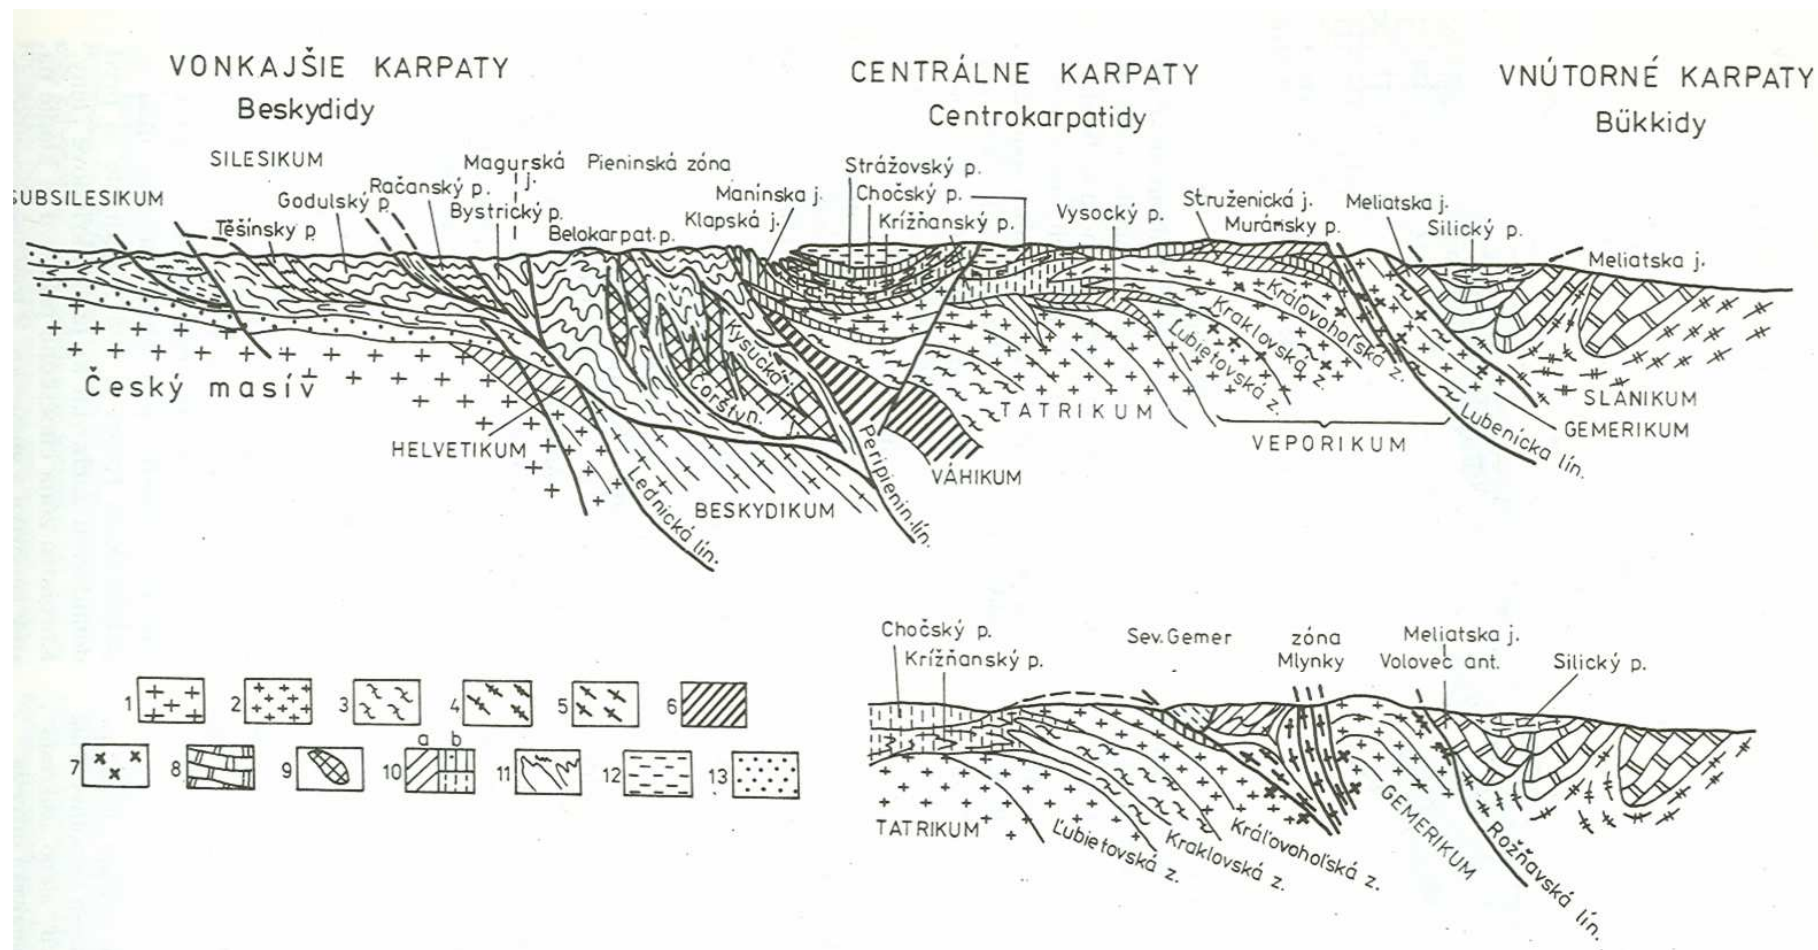 VONKAJŠIE KARPATY
Beskydidy
CENTRÁLNE KARPATY
Centrokarpatidy
VNÚTORNÉ KARPATY
Bükkidy
SUBSILESIKUM
SILESIKUM
Těšínsky p.
Godulský p.
Račanský p.
Magurská
j.
Bystrický p.
Pieninská zóna
Belokarpat. p.
Manínska j.
Klapská j.
Strážovský p.
Chočský p.
Krížňanský p.
Vysocký p.
Struženická j.
Muránsky p.
Meliatska j.
Silický p.
Meliatska j.
Český masív
HELVETIKUM
Lednická lín.
BESKYDIKUM
Čorštyn.
Kysucká j.
Peripienin. lín.
VÁHIKUM
TATRIKUM
Ľubietovská z.
Kraklovská z.
Kráľovohoľská z.
VEPORIKUM
Lubenícka lín.
GEMERIKUM
SLANIKUM
1
2
3
4
5
6
7
8
9
10
a b
11
12
13
Chočský p.
Krížňanský p.
Sev. Gemer
zóna
Mlynky
Meliatska j.
Volovec ant.
Silický p.
TATRIKUM
Ľubietovská z.
Kraklovská z.
Kráľovohoľská z.
GEMERIKUM
Rožňavská lín.